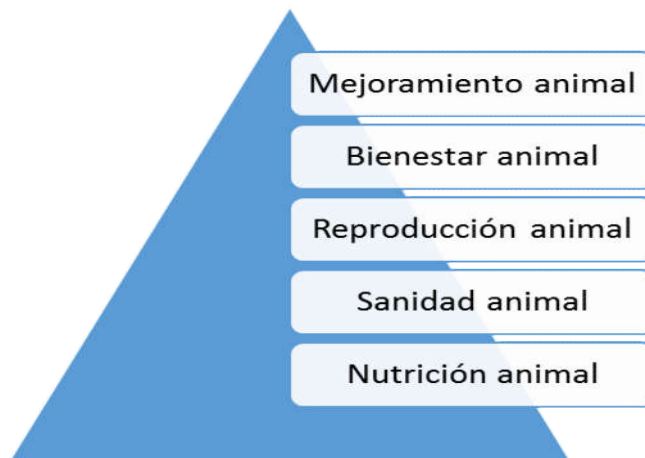 Mejoramiento animal
Bienestar animal
Reproducción animal
Sanidad animal
Nutrición animal